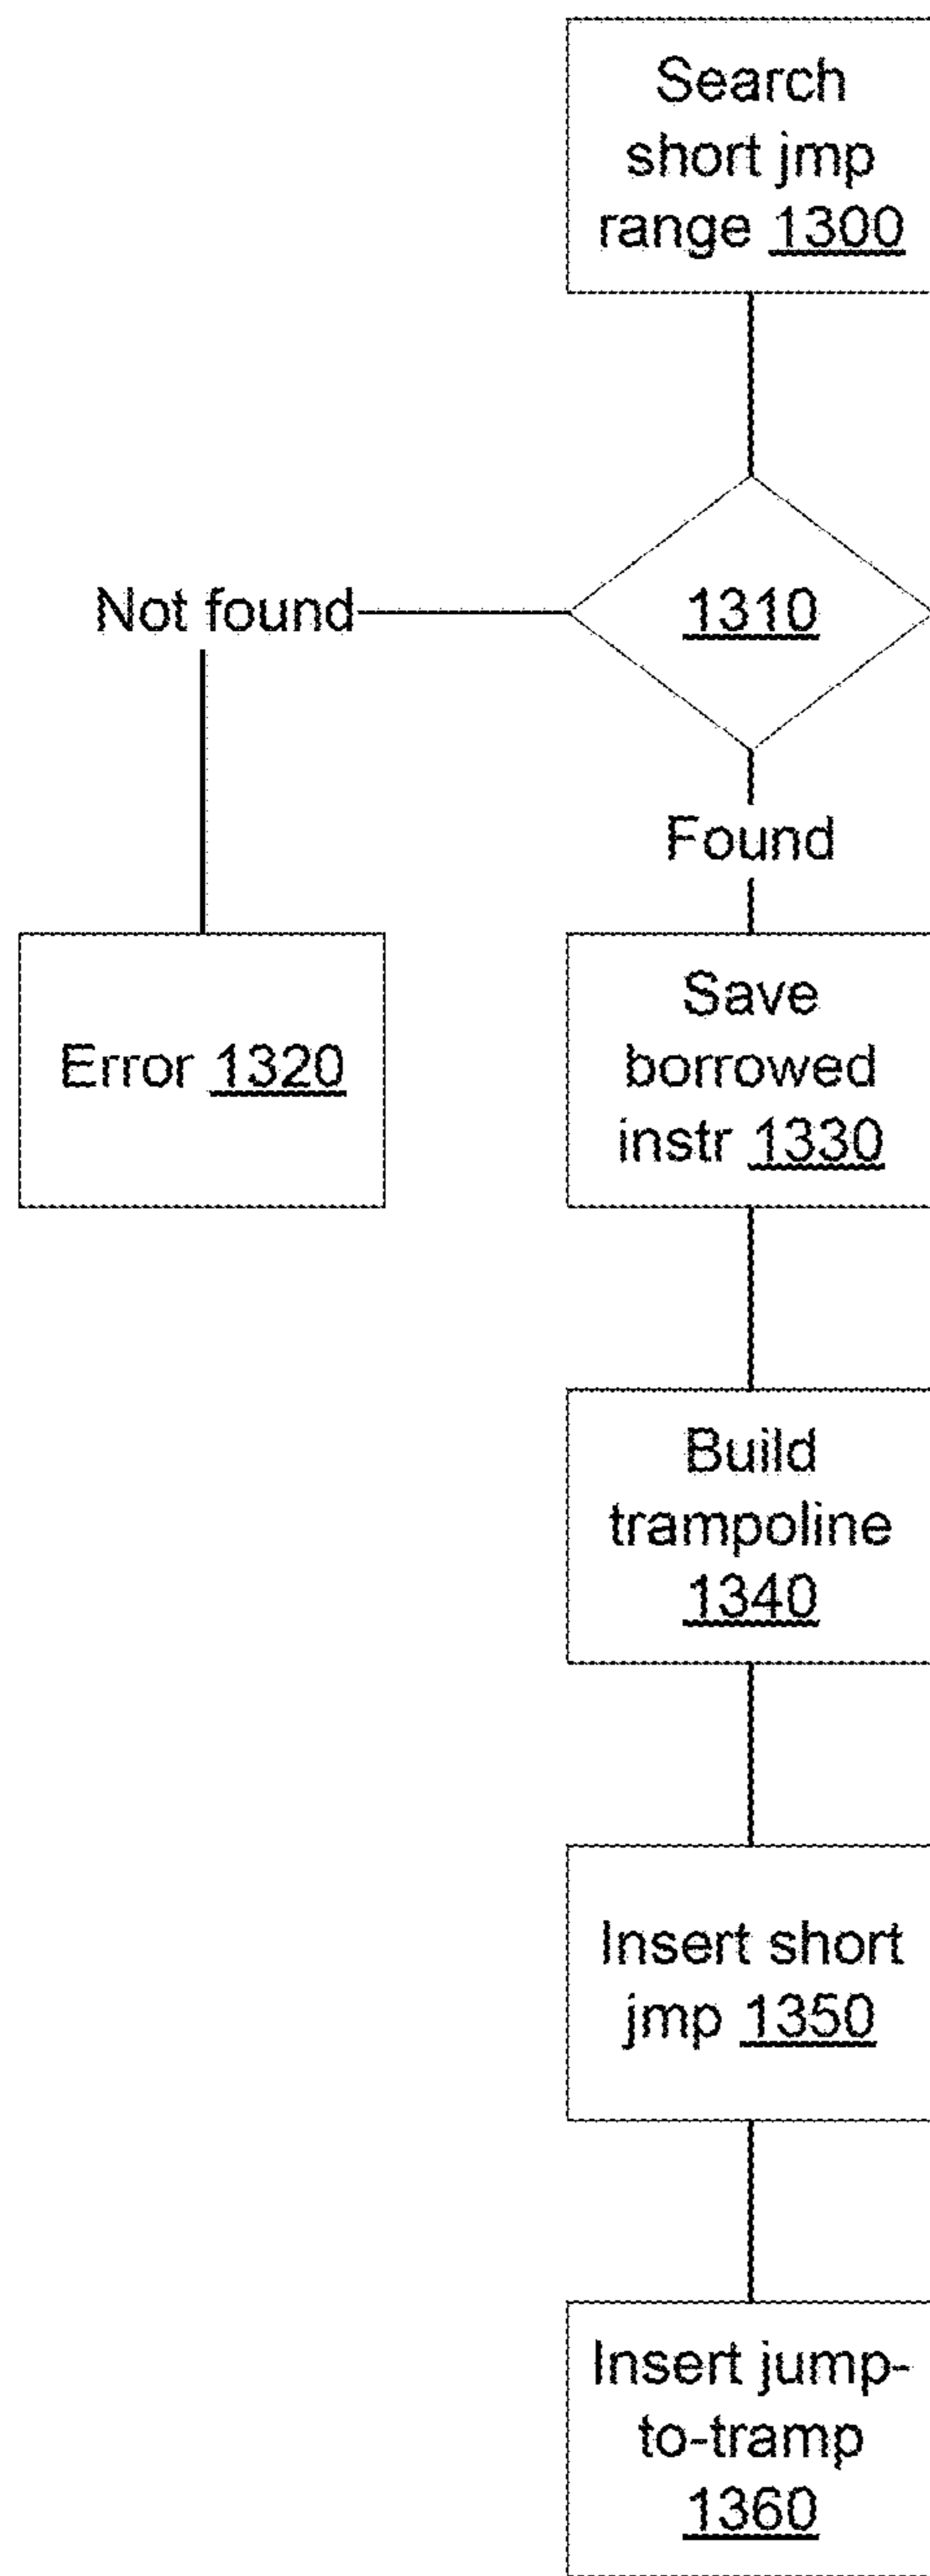 Search
short jmp
range 1300
1310
Not found
Found
Error 1320
Save
borrowed
instr 1330
Build
trampoline
1340
Insert short
jmp 1350
Insert jump-
to-tramp
1360